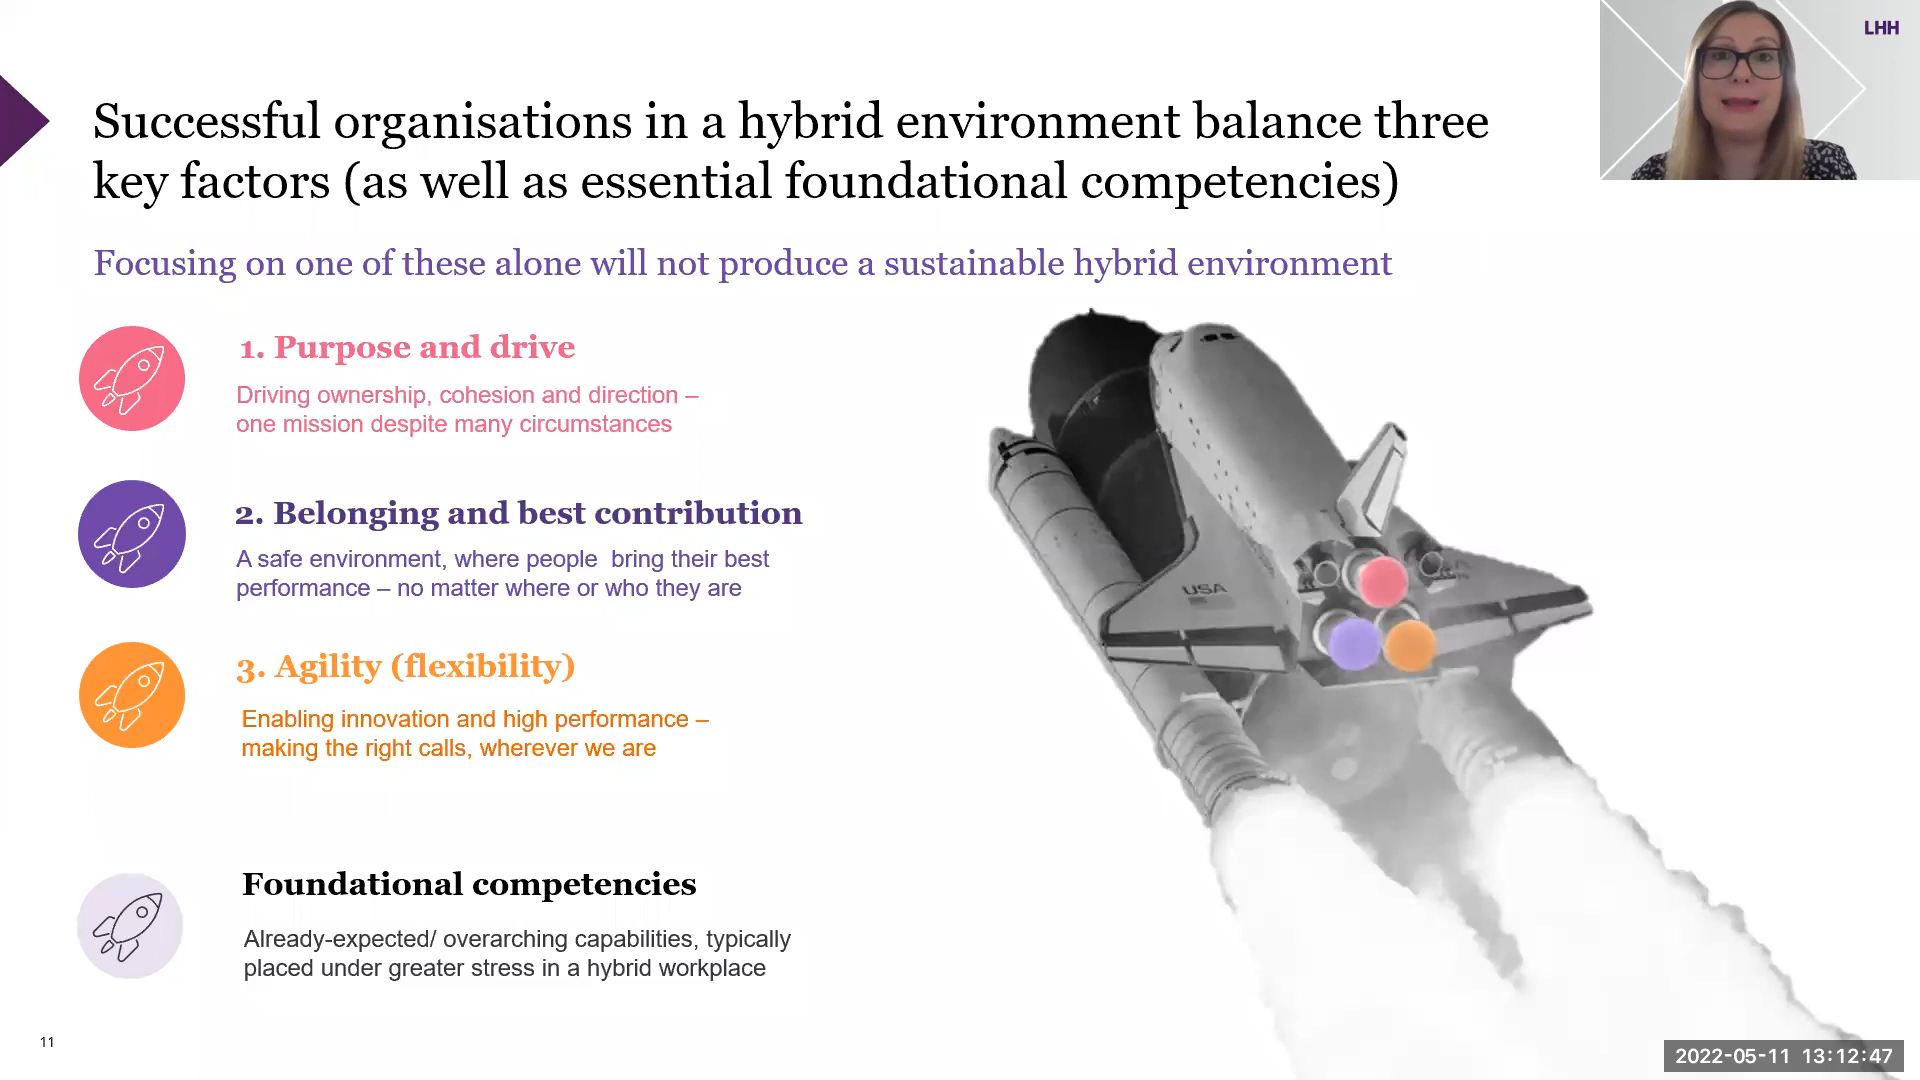 LHH
Successful organisations in a hybrid environment balance three
key factors (as well as essential foundational competencies)
Focusing on one of these alone will not produce a sustainable hybrid environment
1. Purpose and drive
Driving ownership, cohesion and direction –
one mission despite many circumstances
2. Belonging and best contribution
A safe environment, where people  bring their best
performance – no matter where or who they are
3. Agility (flexibility)
Enabling innovation and high performance –
making the right calls, wherever we are
USA
Foundational competencies
Already-expected/ overarching capabilities, typically
placed under greater stress in a hybrid workplace
11
2022-05-11 13:12:47